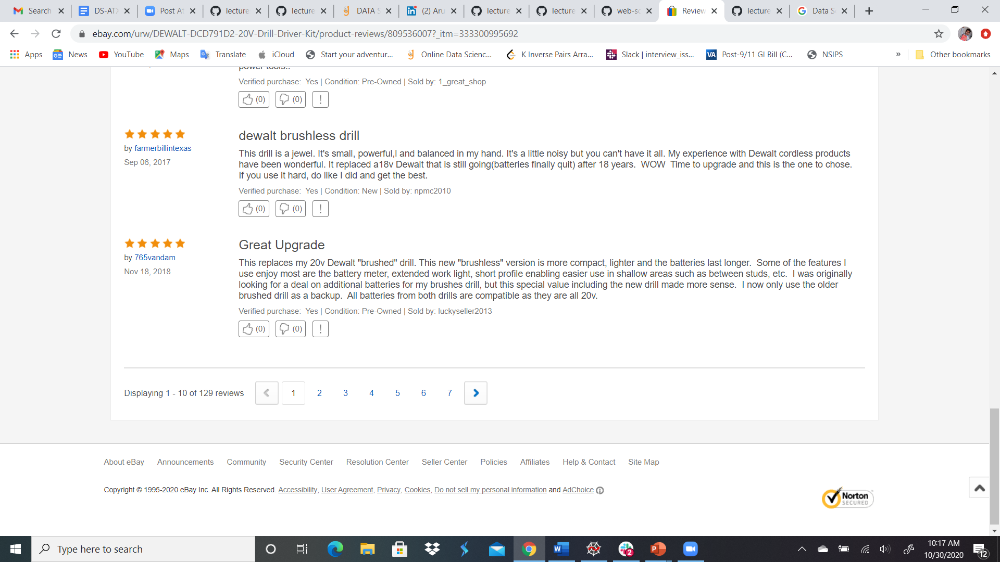 Search
DS-ATX
Post At
lecture
lecture
DATA S
(2) Aru
lecture
lecture
web-sc
Review
lecture
Data Sc
ebay.com/urw/DEWALT-DCD791D2-20V-Drill-Driver-Kit/product-reviews/809536007?_itm=333300995692
Apps
News
YouTube
Maps
Translate
iCloud
Start your adventur...
Online Data Scienc...
K Inverse Pairs Arra...
Slack | interview_iss...
Post-9/11 GI Bill (C...
NSIPS
»
Other bookmarks
power tools..
Verified purchase: Yes | Condition: Pre-Owned | Sold by: 1_great_shop
(0) (0) !
dewalt brushless drill
by farmerbillintexas
Sep 06, 2017
This drill is a jewel. It's small, powerful,l and balanced in my hand. It's a little noisy but you can't have it all. My experience with Dewalt cordless products
have been wonderful. It replaced a18v Dewalt that is still going(batteries finally quit) after 18 years. WOW Time to upgrade and this is the one to chose.
If you use it hard, do like I did and get the best.
Verified purchase: Yes | Condition: New | Sold by: npmc2010
(0) (0) !
Great Upgrade
by 765vandam
Nov 18, 2018
This replaces my 20v Dewalt "brushed" drill. This new "brushless" version is more compact, lighter and the batteries last longer. Some of the features I
use enjoy most are the battery meter, extended work light, short profile enabling easier use in shallow areas such as between studs, etc. I was originally
looking for a deal on additional batteries for my brushes drill, but this special value including the new drill made more sense. I now only use the older
brushed drill as a backup. All batteries from both drills are compatible as they are all 20v.
Verified purchase: Yes | Condition: Pre-Owned | Sold by: luckyseller2013
(0) (0) !
Displaying 1 - 10 of 129 reviews 1 2 3 4 5 6 7
About eBay Announcements Community Security Center Resolution Center Seller Center Policies Affiliates Help & Contact Site Map
Copyright © 1995-2020 eBay Inc. All Rights Reserved. Accessibility, User Agreement, Privacy, Cookies, Do not sell my personal information and AdChoice
Norton
SECURED
Type here to search
2
10:17 AM
10/30/2020
12